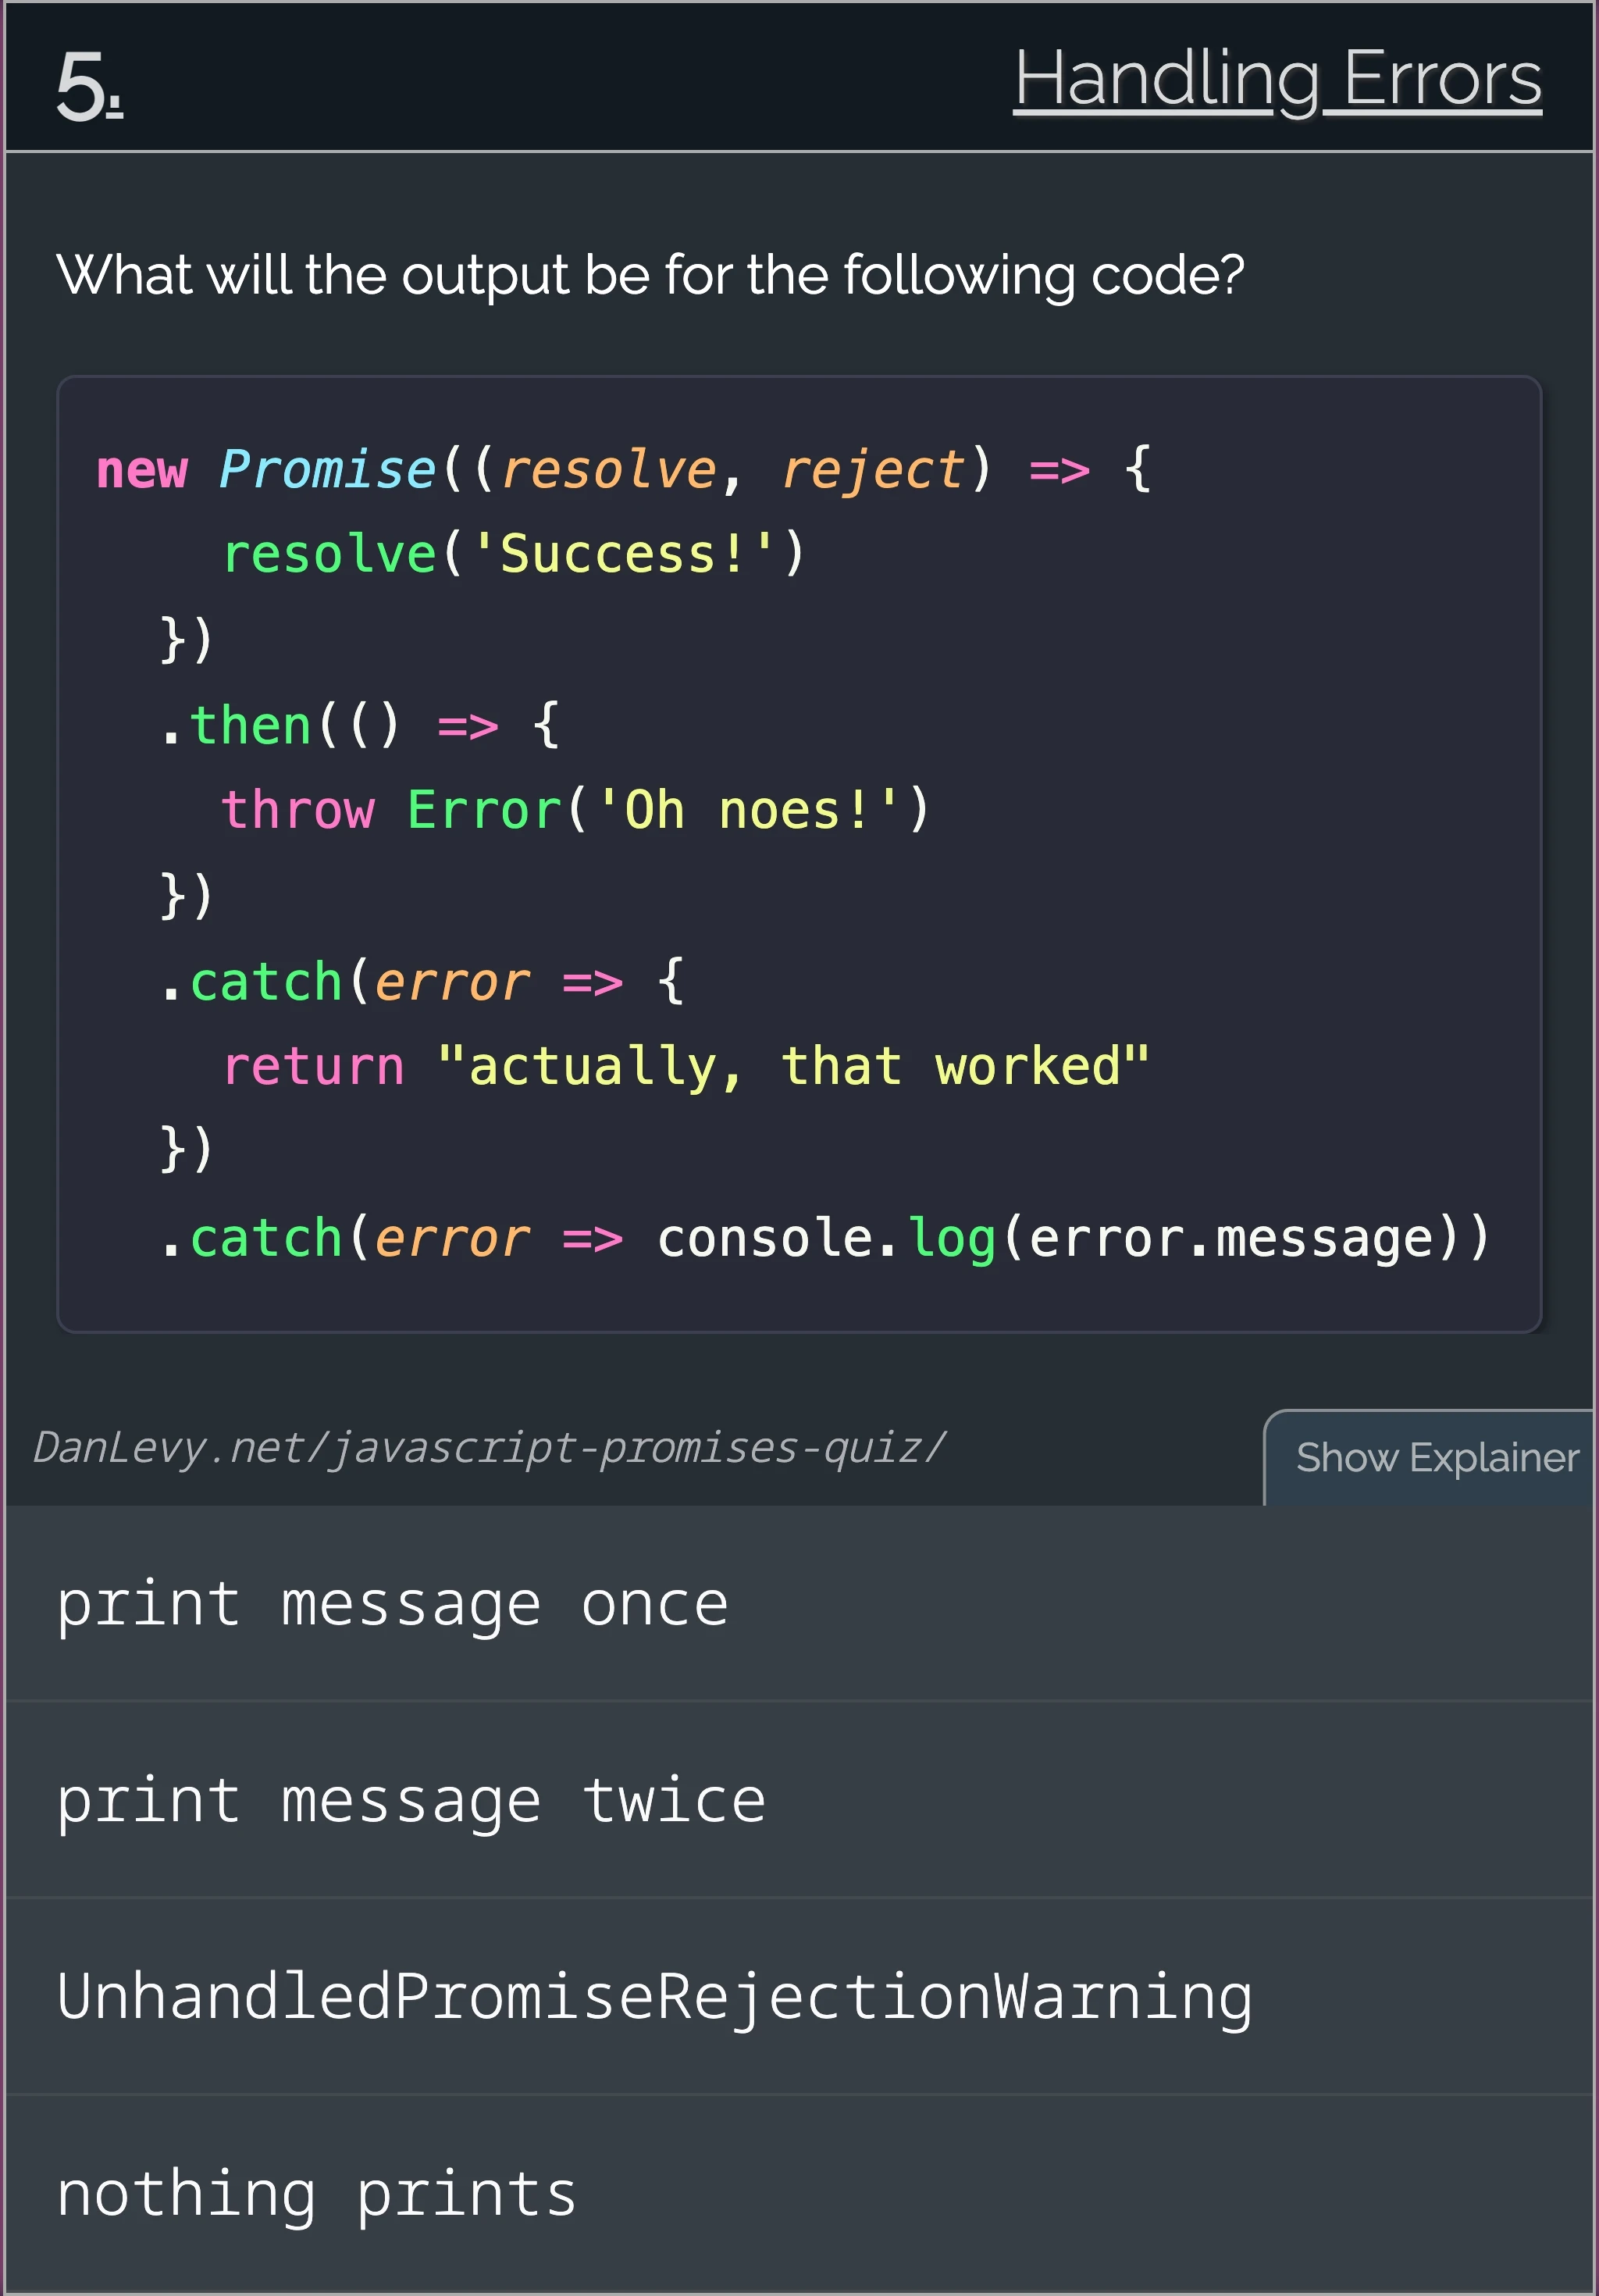 5.
Handling Errors
What will the output be for the following code?
new Promise((resolve, reject) => {
    resolve('Success!')
  })
  .then(() => {
    throw Error('Oh noes!')
  })
  .catch(error => {
    return "actually, that worked"
  })
  .catch(error => console.log(error.message))
DanLevy.net/javascript-promises-quiz/
Show Explainer
print message once
print message twice
UnhandledPromiseRejectionWarning
nothing prints